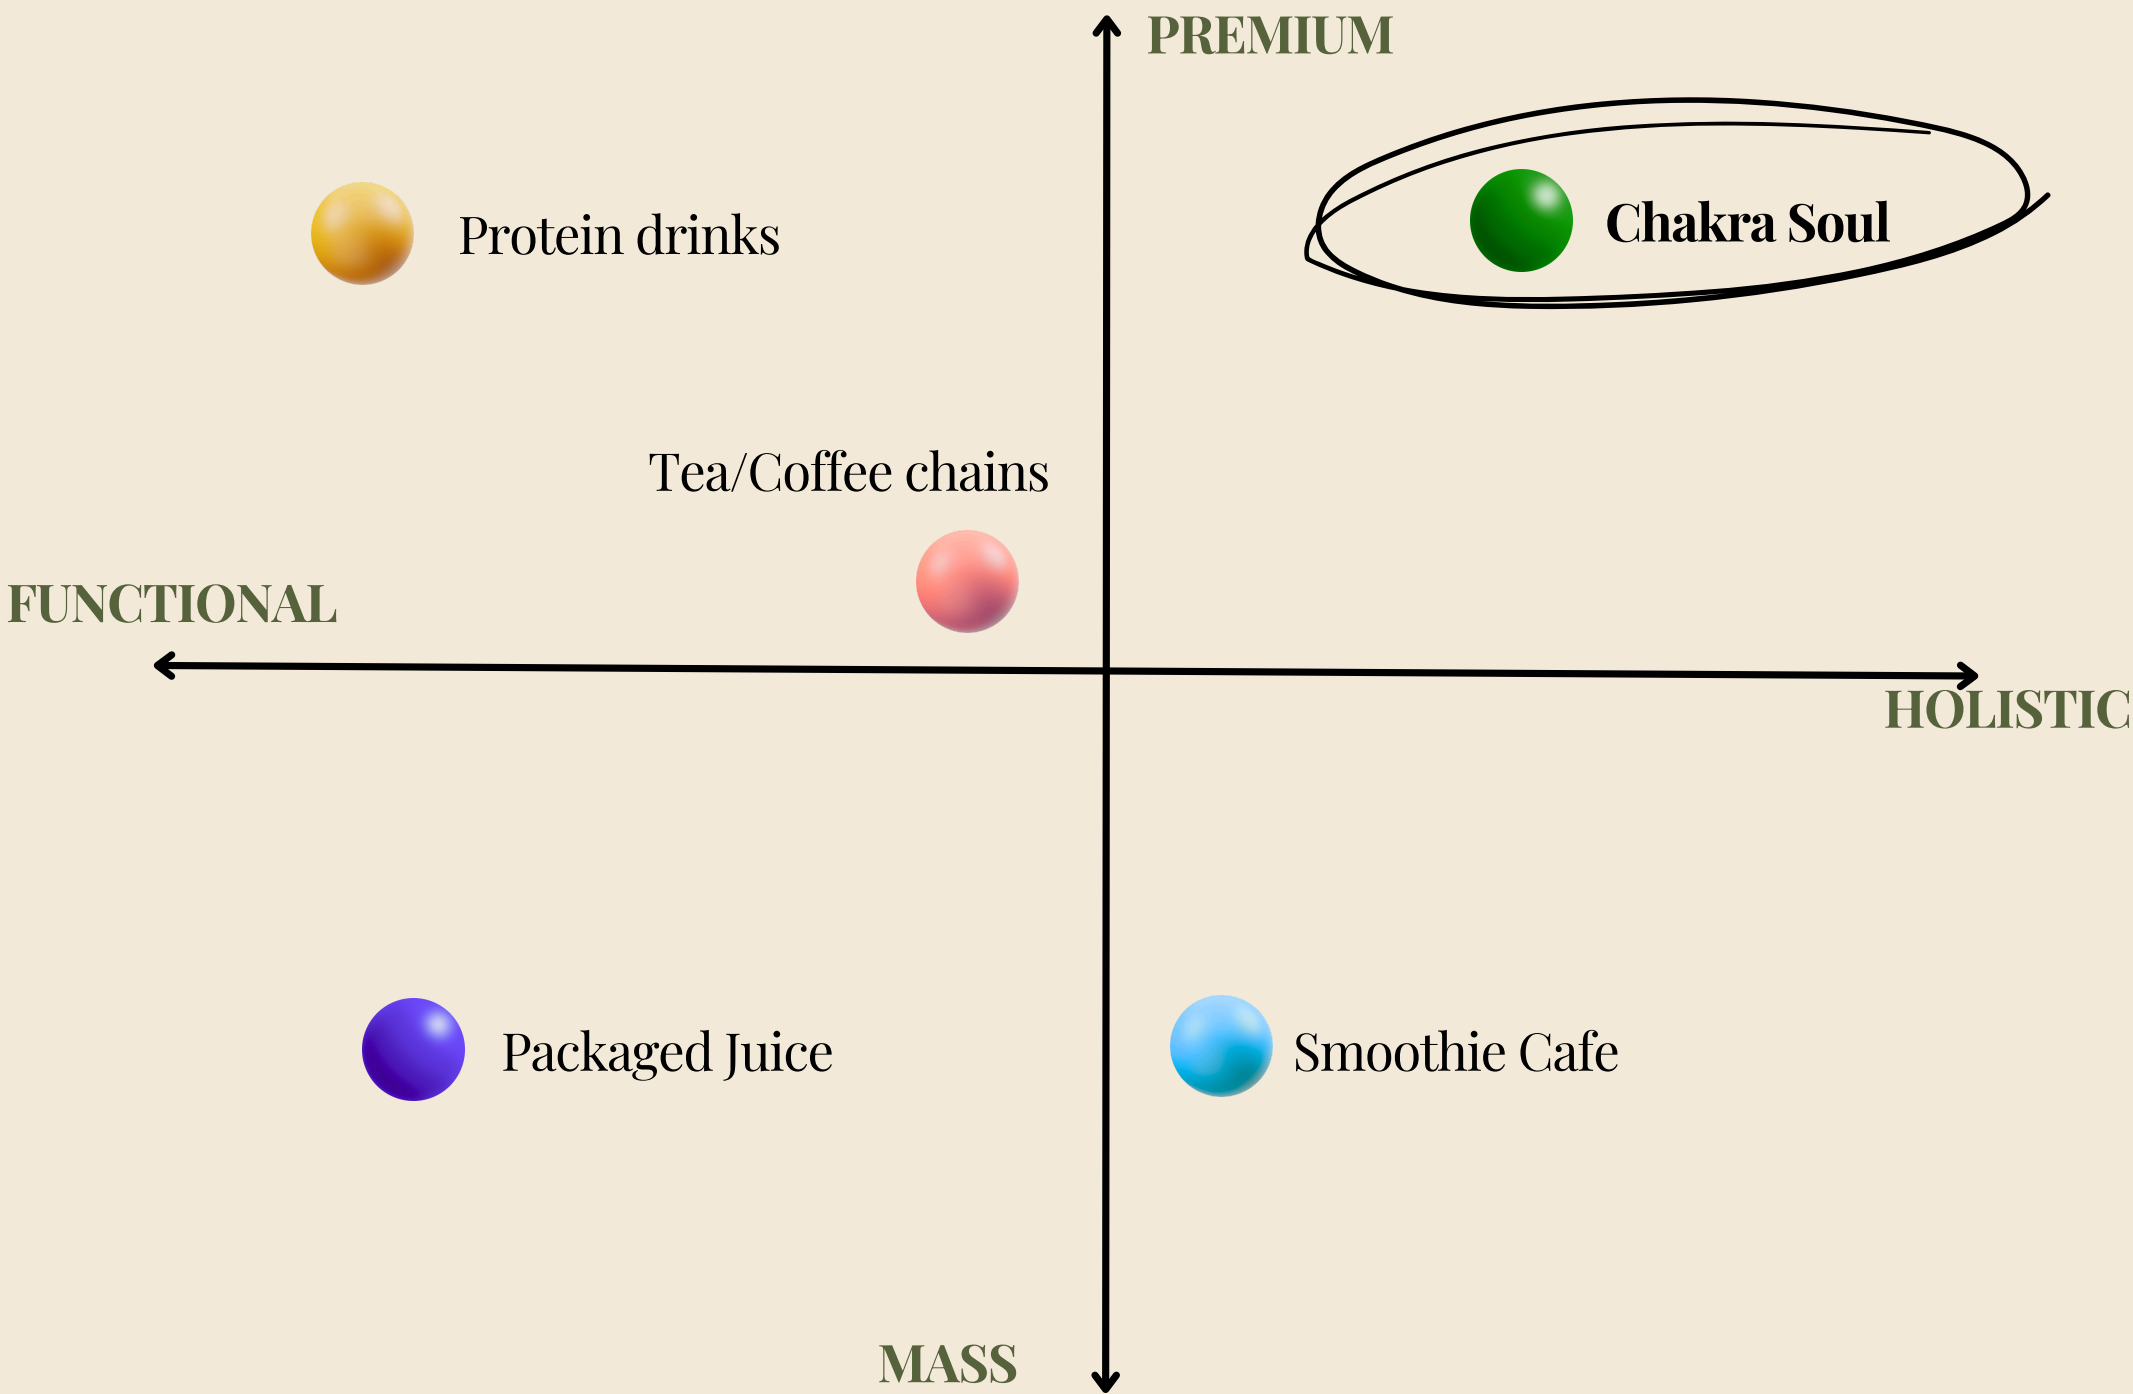 PREMIUM
Protein drinks
Chakra Soul
Tea/Coffee chains
FUNCTIONAL
HOLISTIC
Packaged Juice
Smoothie Cafe
MASS